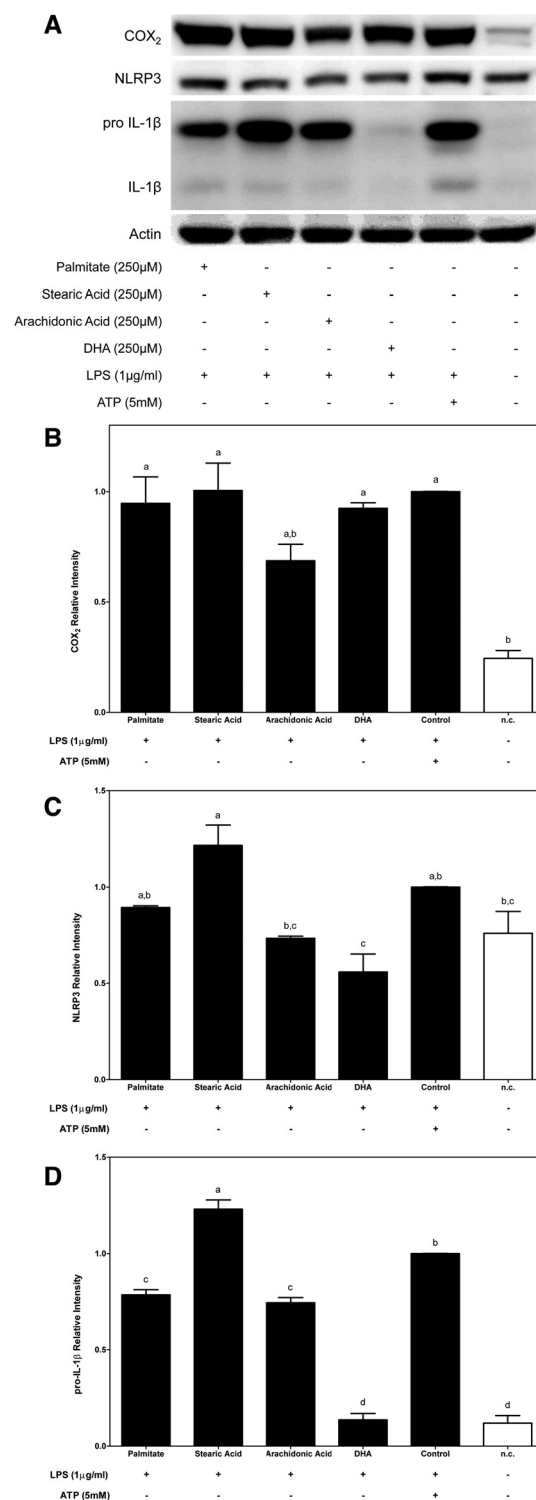 A
COX2
NLRP3
pro IL-1β
IL-1β
Actin
Palmitate (250µM) + - - - - -
Stearic Acid (250µM) - + - - - -
Arachidonic Acid (250µM) - - + - - -
DHA (250µM) - - - + - -
LPS (1µg/ml) + + + + + -
ATP (5mM) - - - - + -
B
COX2 Relative Intensity
1.0
0.5
0.0
a a a,b a a b
Palmitate Stearic Acid Arachidonic Acid DHA Control n.c.
LPS (1µg/ml) + + + + + -
ATP (5mM) - - - - + -
C
NLRP3 Relative Intensity
1.5
1.0
0.5
0.0
a,b a b,c c a,b b,c
Palmitate Stearic Acid Arachidonic Acid DHA Control n.c.
LPS (1µg/ml) + + + + + -
ATP (5mM) - - - - + -
D
pro-IL-1β Relative Intensity
1.5
1.0
0.5
0.0
c a c d b d
Palmitate Stearic Acid Arachidonic Acid DHA Control n.c.
LPS (1µg/ml) + + + + + -
ATP (5mM) - - - - + -